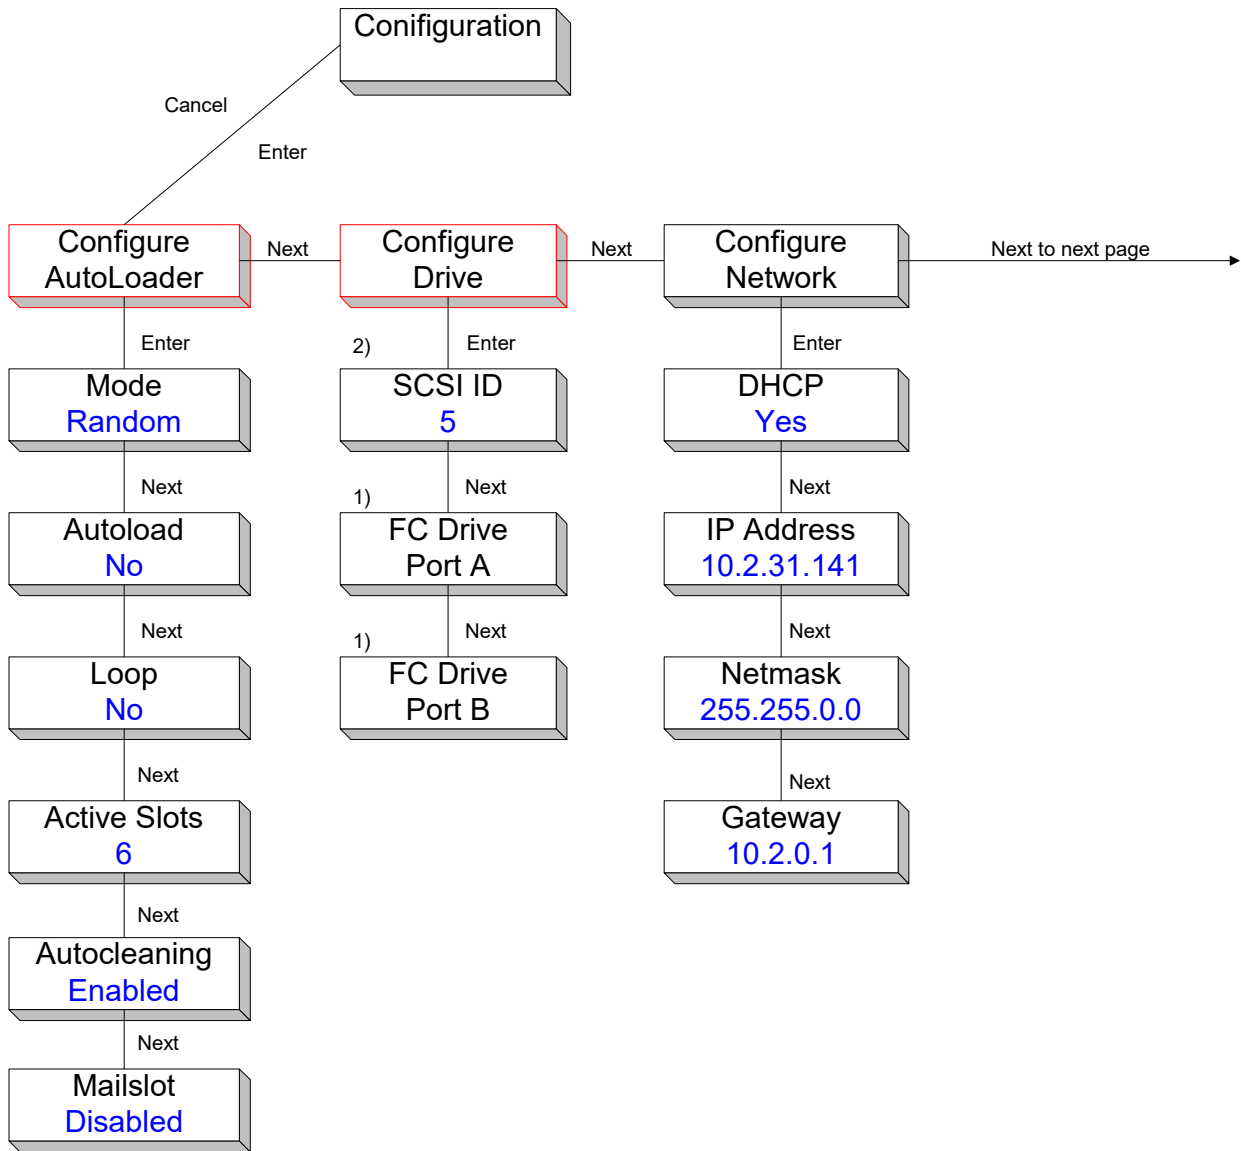 Conifiguration
Cancel
Enter
Configure
AutoLoader
Next
Configure
Drive
Next
Configure
Network
Next to next page
Enter
2)
Enter
Enter
Mode
Random
SCSI ID
5
DHCP
Yes
Next
1)
Next
Next
Autoload
No
FC Drive
Port A
IP Address
10.2.31.141
Next
1)
Next
Next
Loop
No
FC Drive
Port B
Netmask
255.255.0.0
Next
Next
Active Slots
6
Gateway
10.2.0.1
Next
Autocleaning
Enabled
Next
Mailslot
Disabled